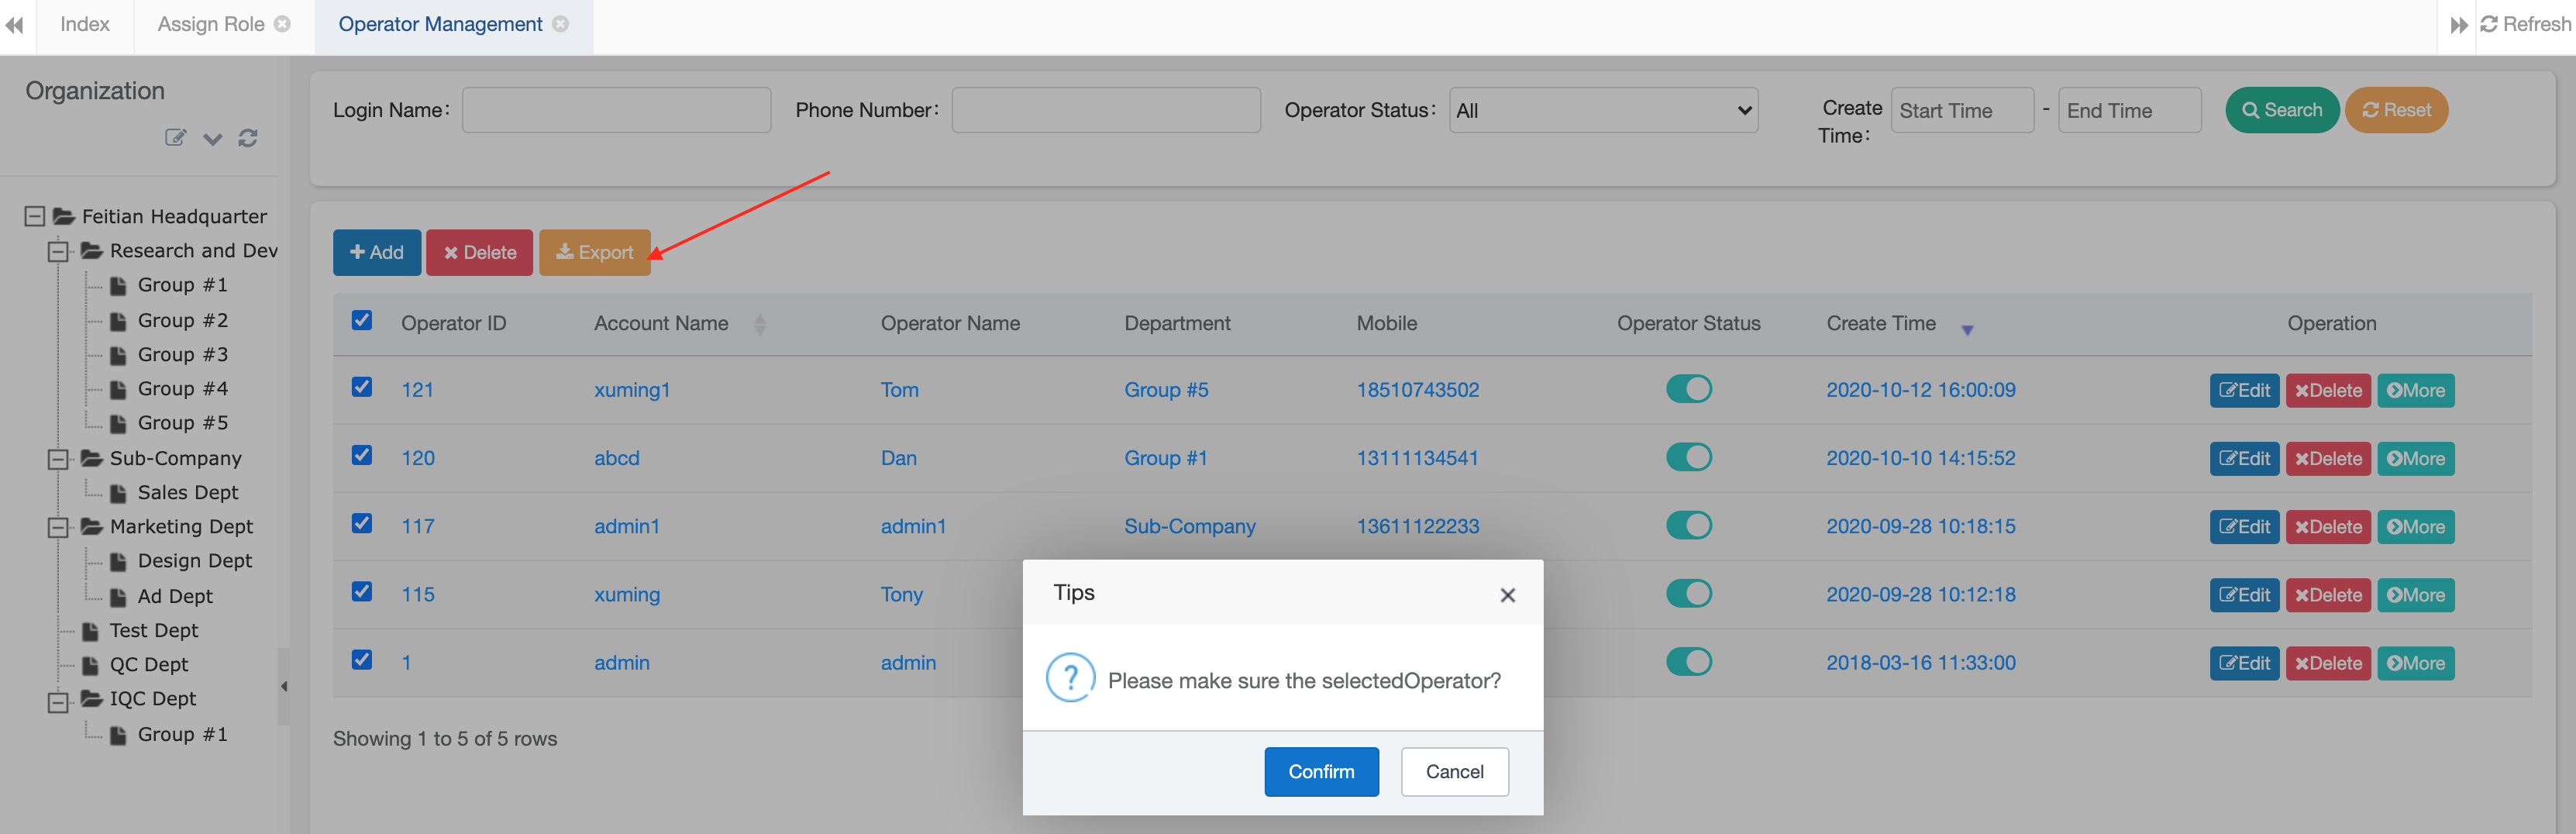 Index
Assign Role
Operator Management
Refresh
Organization
Feitian Headquarter
Research and Dev
Group #1
Group #2
Group #3
Group #4
Group #5
Sub-Company
Sales Dept
Marketing Dept
Design Dept
Ad Dept
Test Dept
QC Dept
IQC Dept
Group #1
Login Name:
Phone Number:
Operator Status: All
Create Time: Start Time - End Time
Search
Reset
Add
Delete
Export
Operator ID Account Name Operator Name Department Mobile Operator Status Create Time Operation
121 xuming1 Tom Group #5 18510743502 2020-10-12 16:00:09 Edit Delete More
120 abcd Dan Group #1 13111134541 2020-10-10 14:15:52 Edit Delete More
117 admin1 admin1 Sub-Company 13611122233 2020-09-28 10:18:15 Edit Delete More
115 xuming Tony 2020-09-28 10:12:18 Edit Delete More
1 admin admin 2018-03-16 11:33:00 Edit Delete More
Showing 1 to 5 of 5 rows
Tips
Please make sure the selectedOperator?
Confirm
Cancel